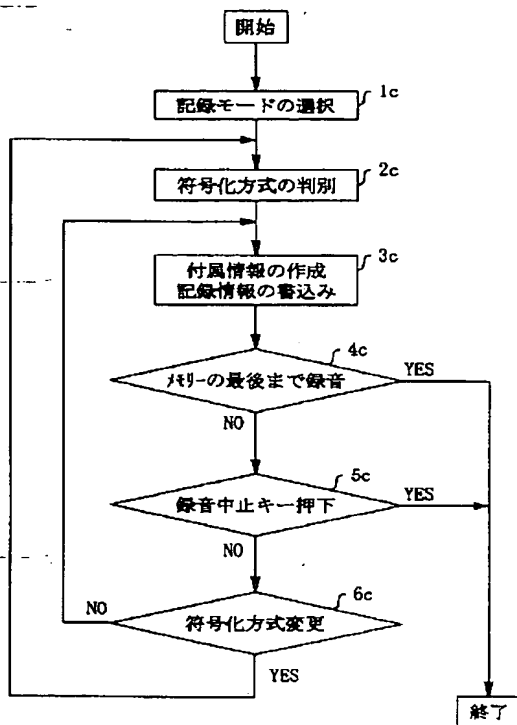 開始
記録モードの選択
1c
符号化方式の判別
2c
付属情報の作成
記録情報の書込み
3c
ﾒﾓﾘｰの最後まで録音
4c
YES
NO
録音中止キー押下
5c
YES
NO
符号化方式変更
6c
NO
YES
終了